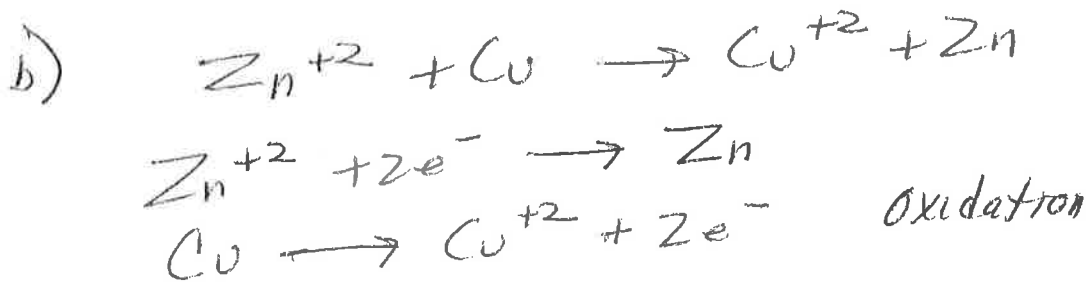 b) Zn⁺² + Cu → Cu⁺² + Zn
Zn⁺² + 2e⁻ → Zn
Cu → Cu⁺² + 2e⁻ oxidation